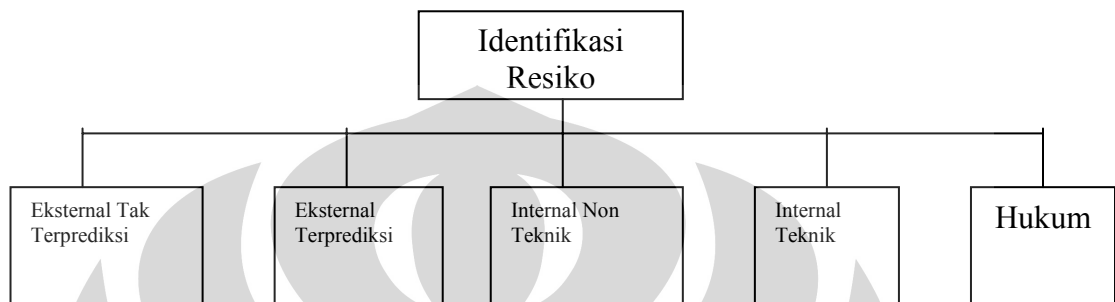 Identifikasi
Resiko
Eksternal Tak
Terprediksi
Eksternal
Terprediksi
Internal Non
Teknik
Internal
Teknik
Hukum